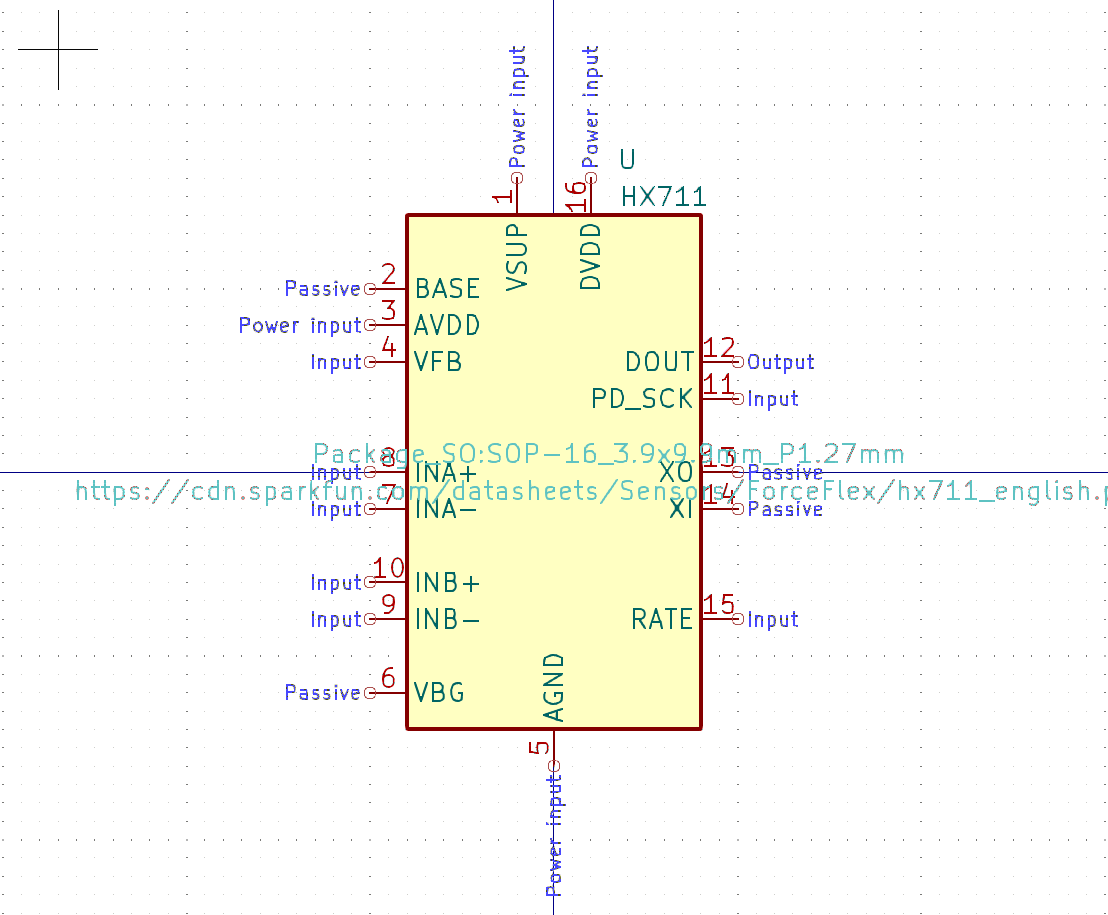 Power input
Power input
U
HX711
1
16
VSUP
DVDD
Passive 2 BASE
Power input 3 AVDD
Input 4 VFB
DOUT 12 Output
PD_SCK 11 Input
Package_SO:SOP-16_3.9x9.9mm_P1.27mm
Input 8 INA+
XO 13 Passive
https://cdn.sparkfun.com/datasheets/Sensors/ForceFlex/hx711_english.p
Input 7 INA-
XI 14 Passive
Input 10 INB+
Input 9 INB-
RATE 15 Input
Passive 6 VBG
AGND
5
Power input